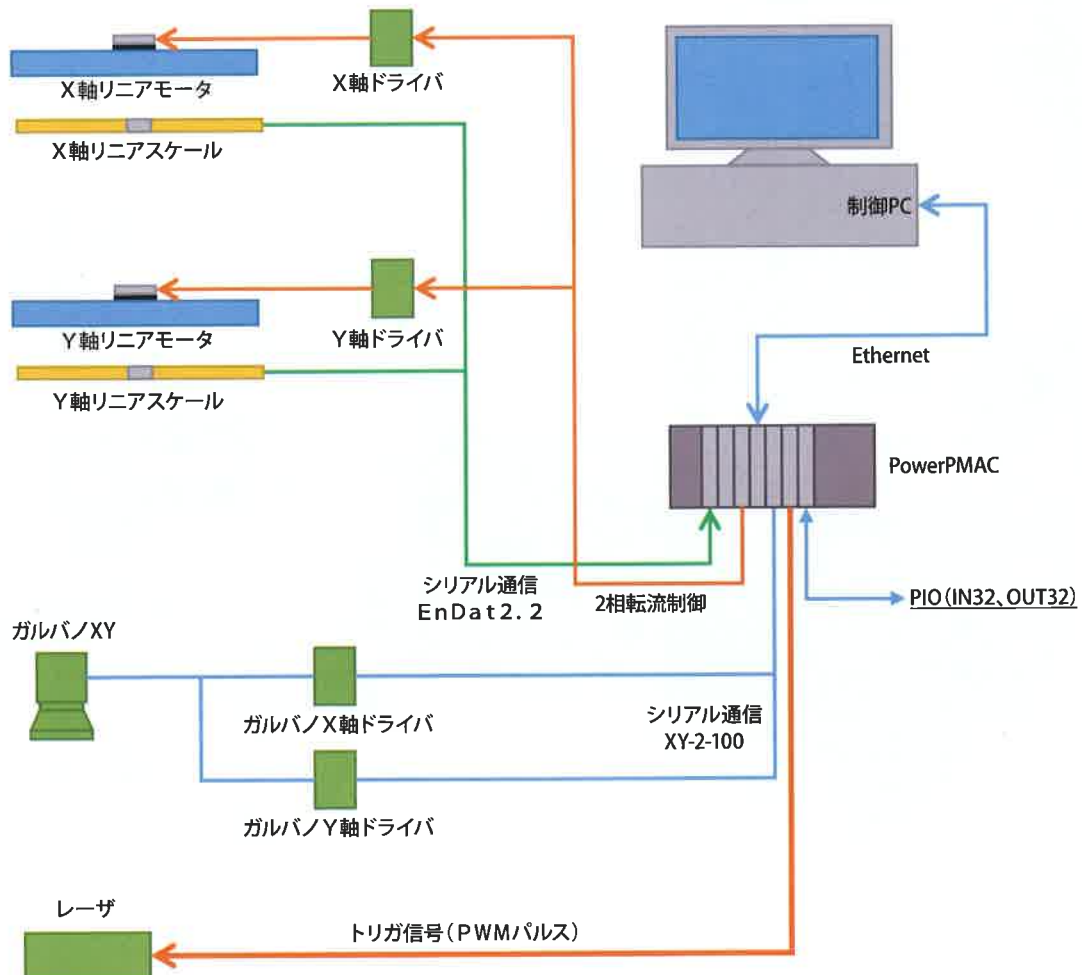 X軸ドライバ
X軸リニアモータ
X軸リニアスケール
制御PC
Y軸ドライバ
Y軸リニアモータ
Y軸リニアスケール
Ethernet
PowerPMAC
シリアル通信
EnDat2.2
2相転流制御
PIO(IN32、OUT32)
ガルバノXY
ガルバノX軸ドライバ
シリアル通信
XY-2-100
ガルバノY軸ドライバ
レーザ
トリガ信号(PWMパルス)